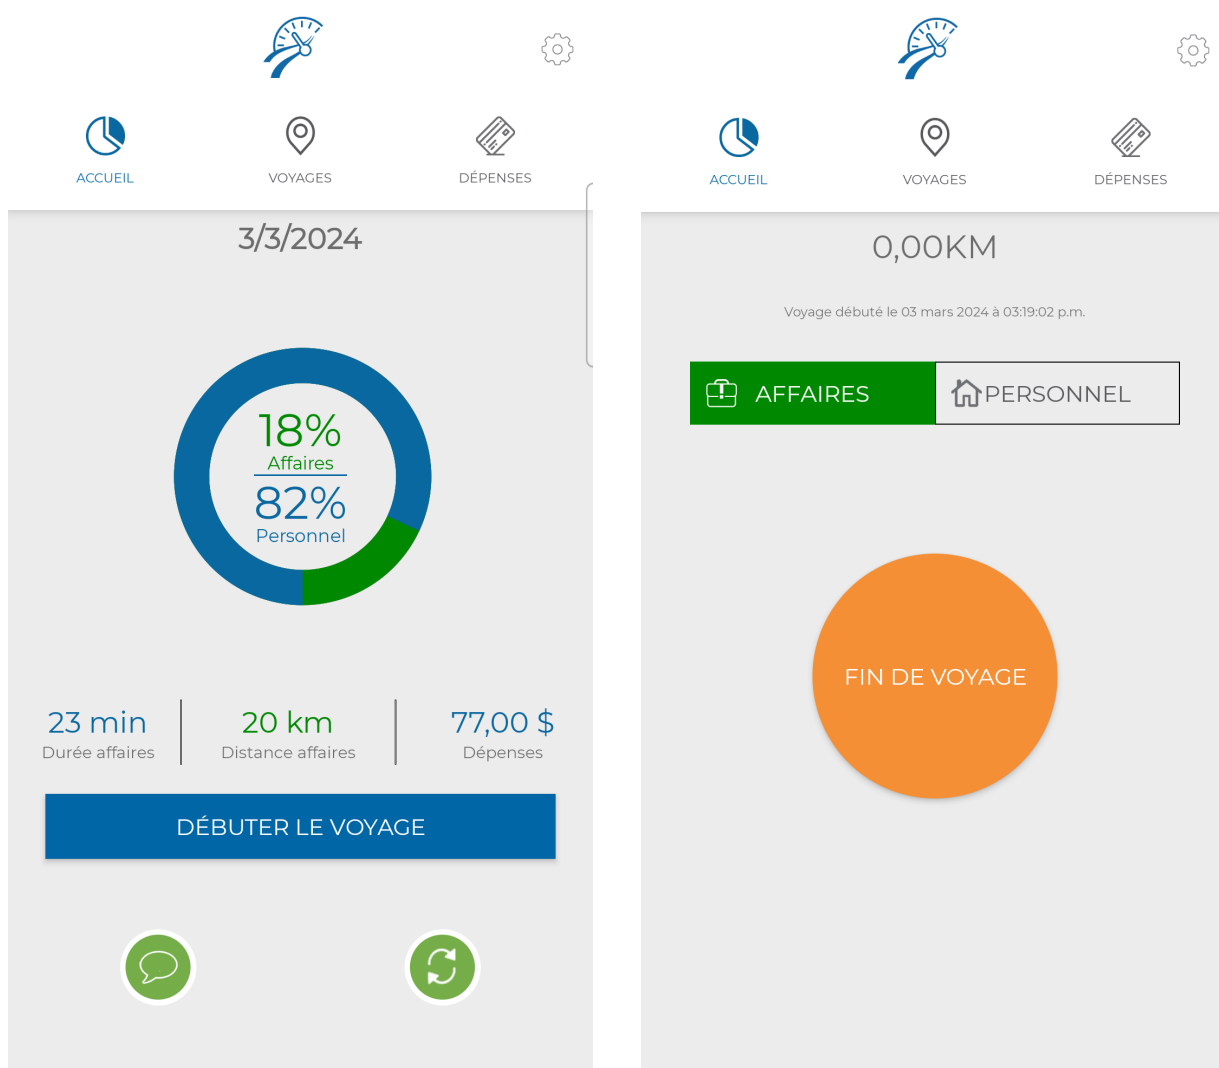 ACCUEIL
VOYAGES
DÉPENSES
3/3/2024
18%
Affaires
82%
Personnel
23 min
Durée affaires
20 km
Distance affaires
77,00 $
Dépenses
DÉBUTER LE VOYAGE
ACCUEIL
VOYAGES
DÉPENSES
0,00KM
Voyage débuté le 03 mars 2024 à 03:19:02 p.m.
AFFAIRES
PERSONNEL
FIN DE VOYAGE